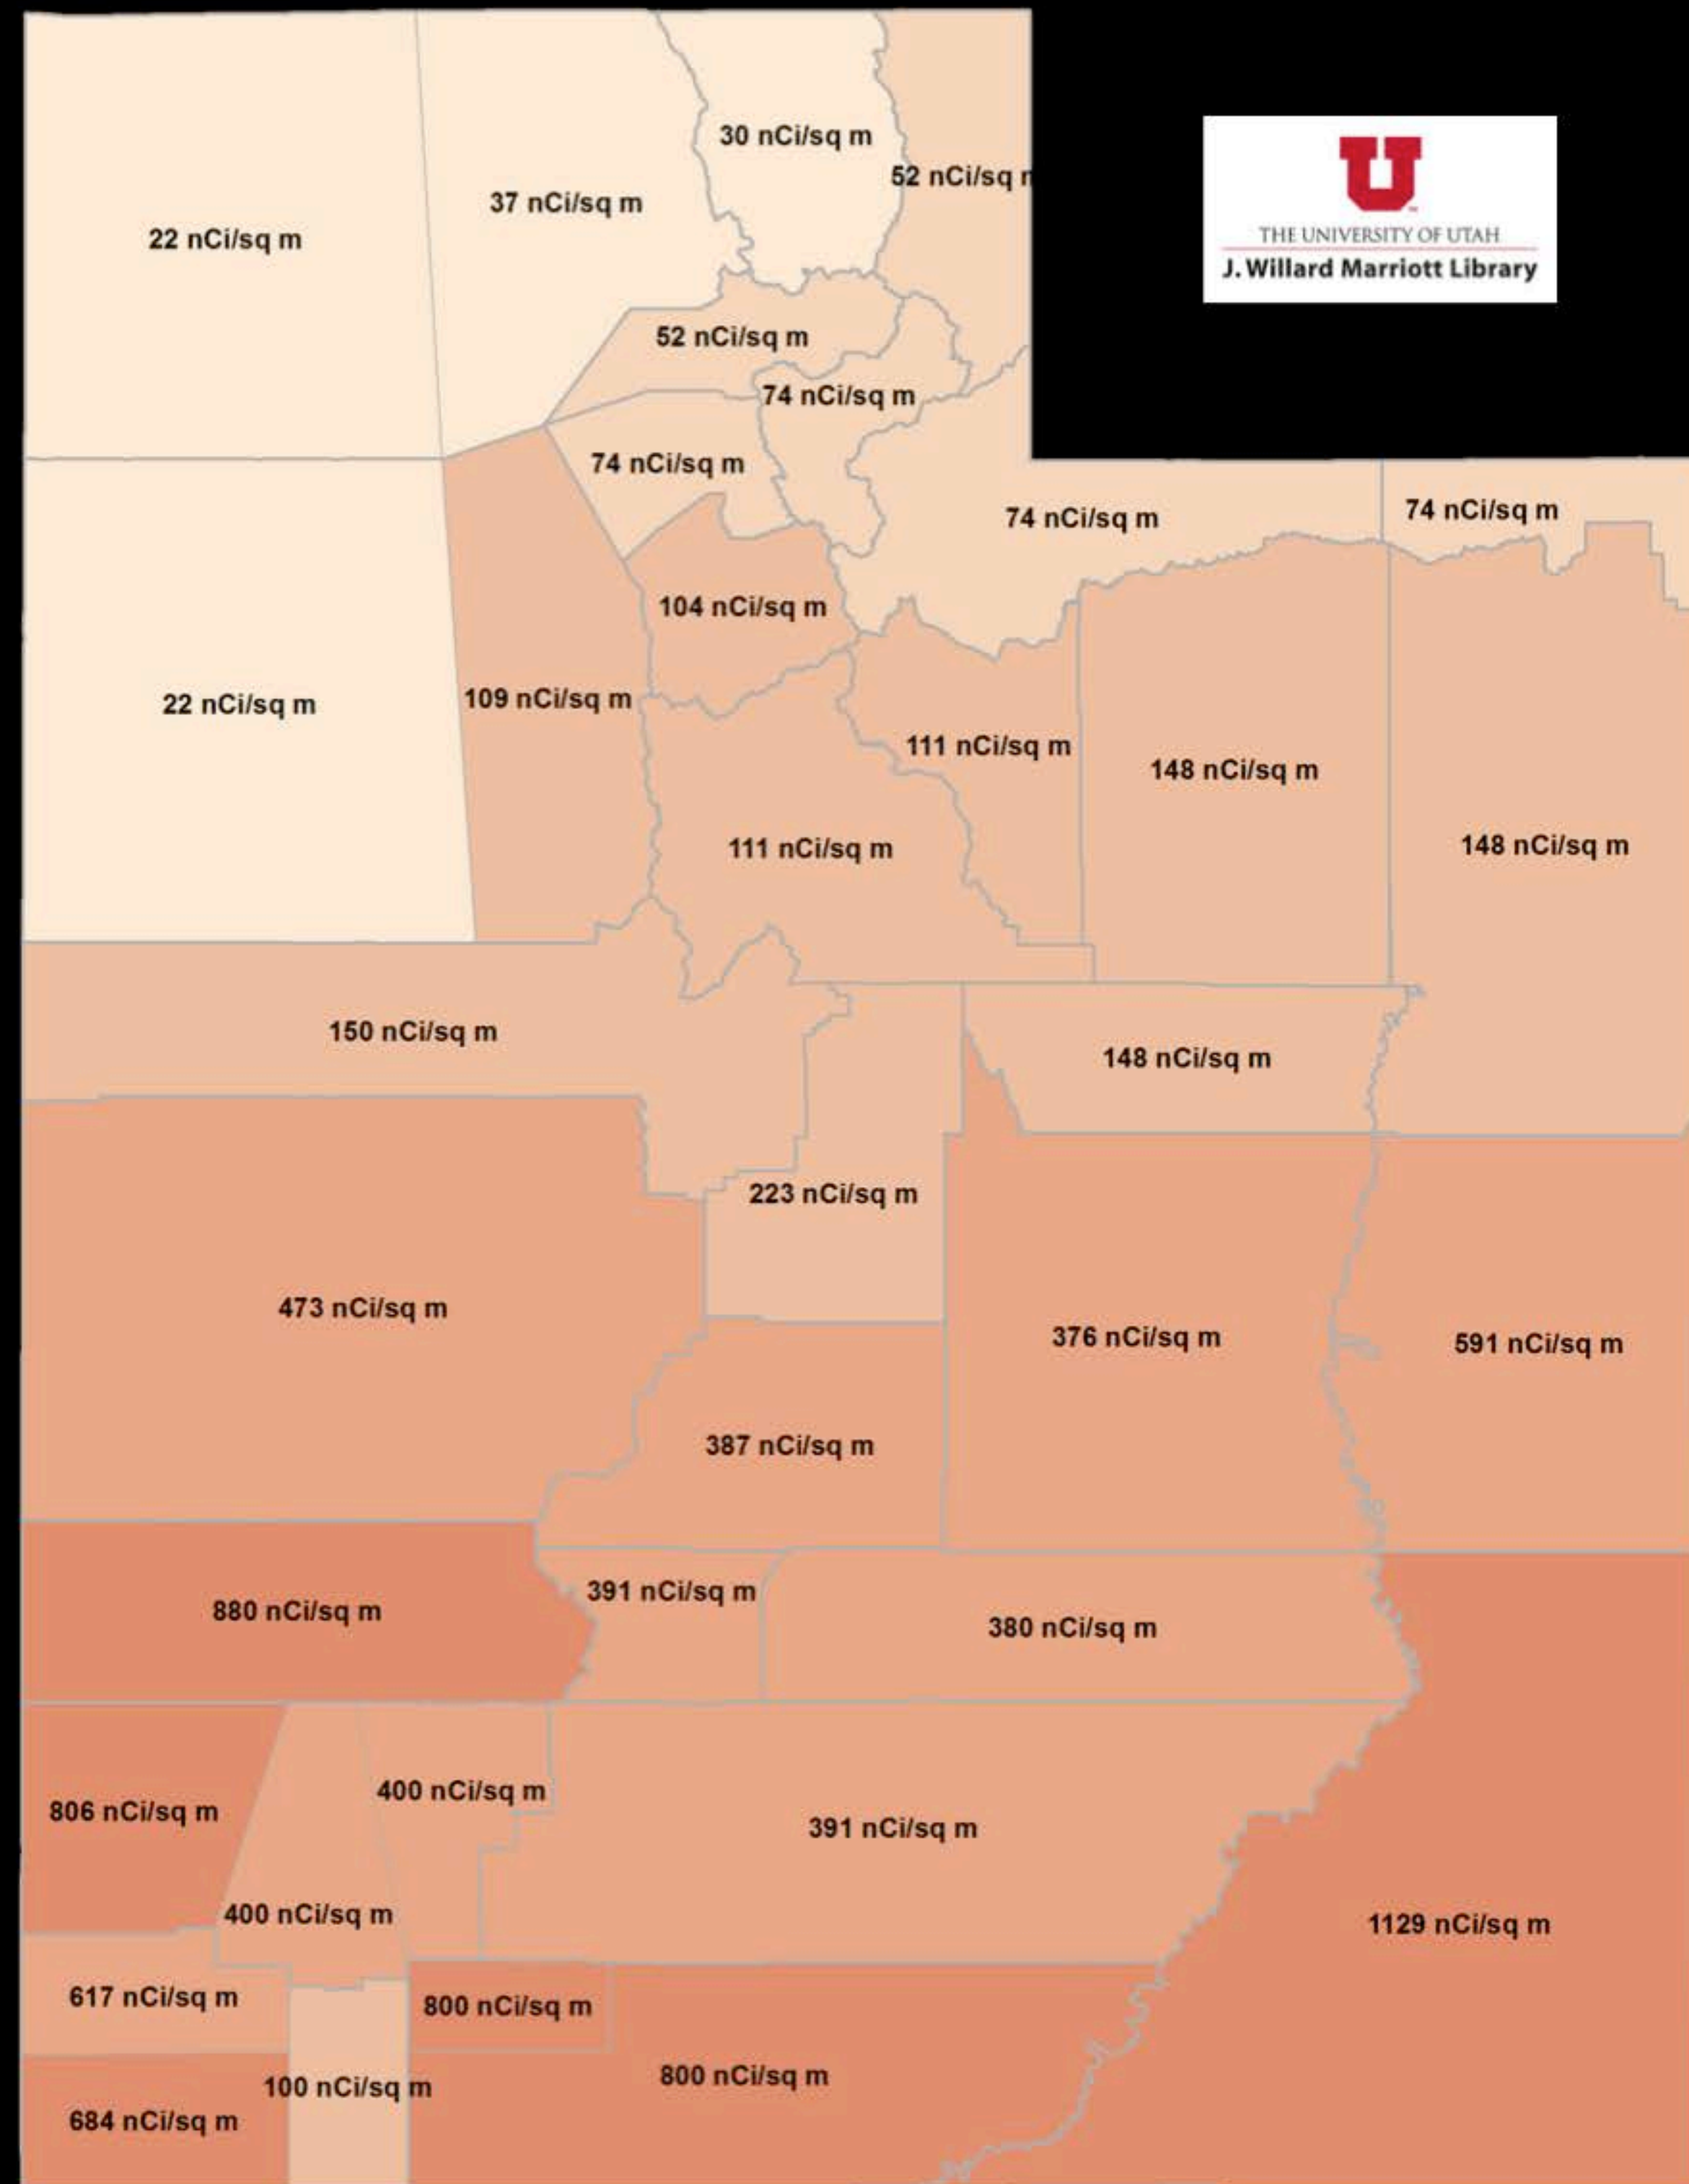 30 nCi/sq m
52 nCi/sq
37 nCi/sq m
22 nCi/sq m
THE UNIVERSITY OF UTAH
J. Willard Marriott Library
52 nCi/sq m
74 nCi/sq m
74 nCi/sq m
74 nCi/sq m
74 nCi/sq m
104 nCi/sq m
22 nCi/sq m
109 nCi/sq m
111 nCi/sq m
148 nCi/sq m
111 nCi/sq m
148 nCi/sq m
150 nCi/sq m
148 nCi/sq m
223 nCi/sq m
473 nCi/sq m
376 nCi/sq m
591 nCi/sq m
387 nCi/sq m
880 nCi/sq m
391 nCi/sq m
380 nCi/sq m
806 nCi/sq m
400 nCi/sq m
391 nCi/sq m
400 nCi/sq m
1129 nCi/sq m
617 nCi/sq m
800 nCi/sq m
100 nCi/sq m
800 nCi/sq m
684 nCi/sq m